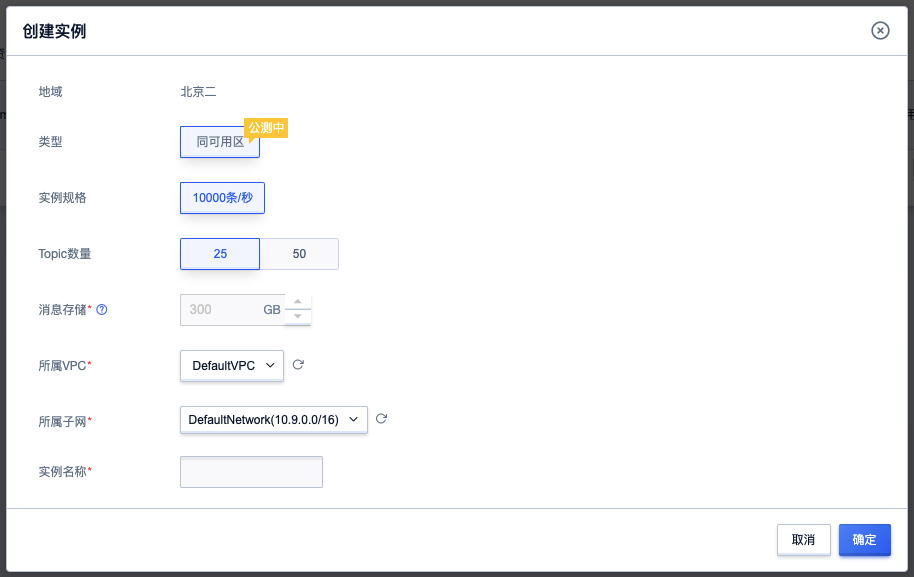 创建实例
地域 北京二
类型 同可用区 公测中
实例规格 10000条/秒
Topic数量 25 50
消息存储* 300 GB
所属VPC* DefaultVPC
所属子网* DefaultNetwork(10.9.0.0/16)
实例名称*
取消 确定